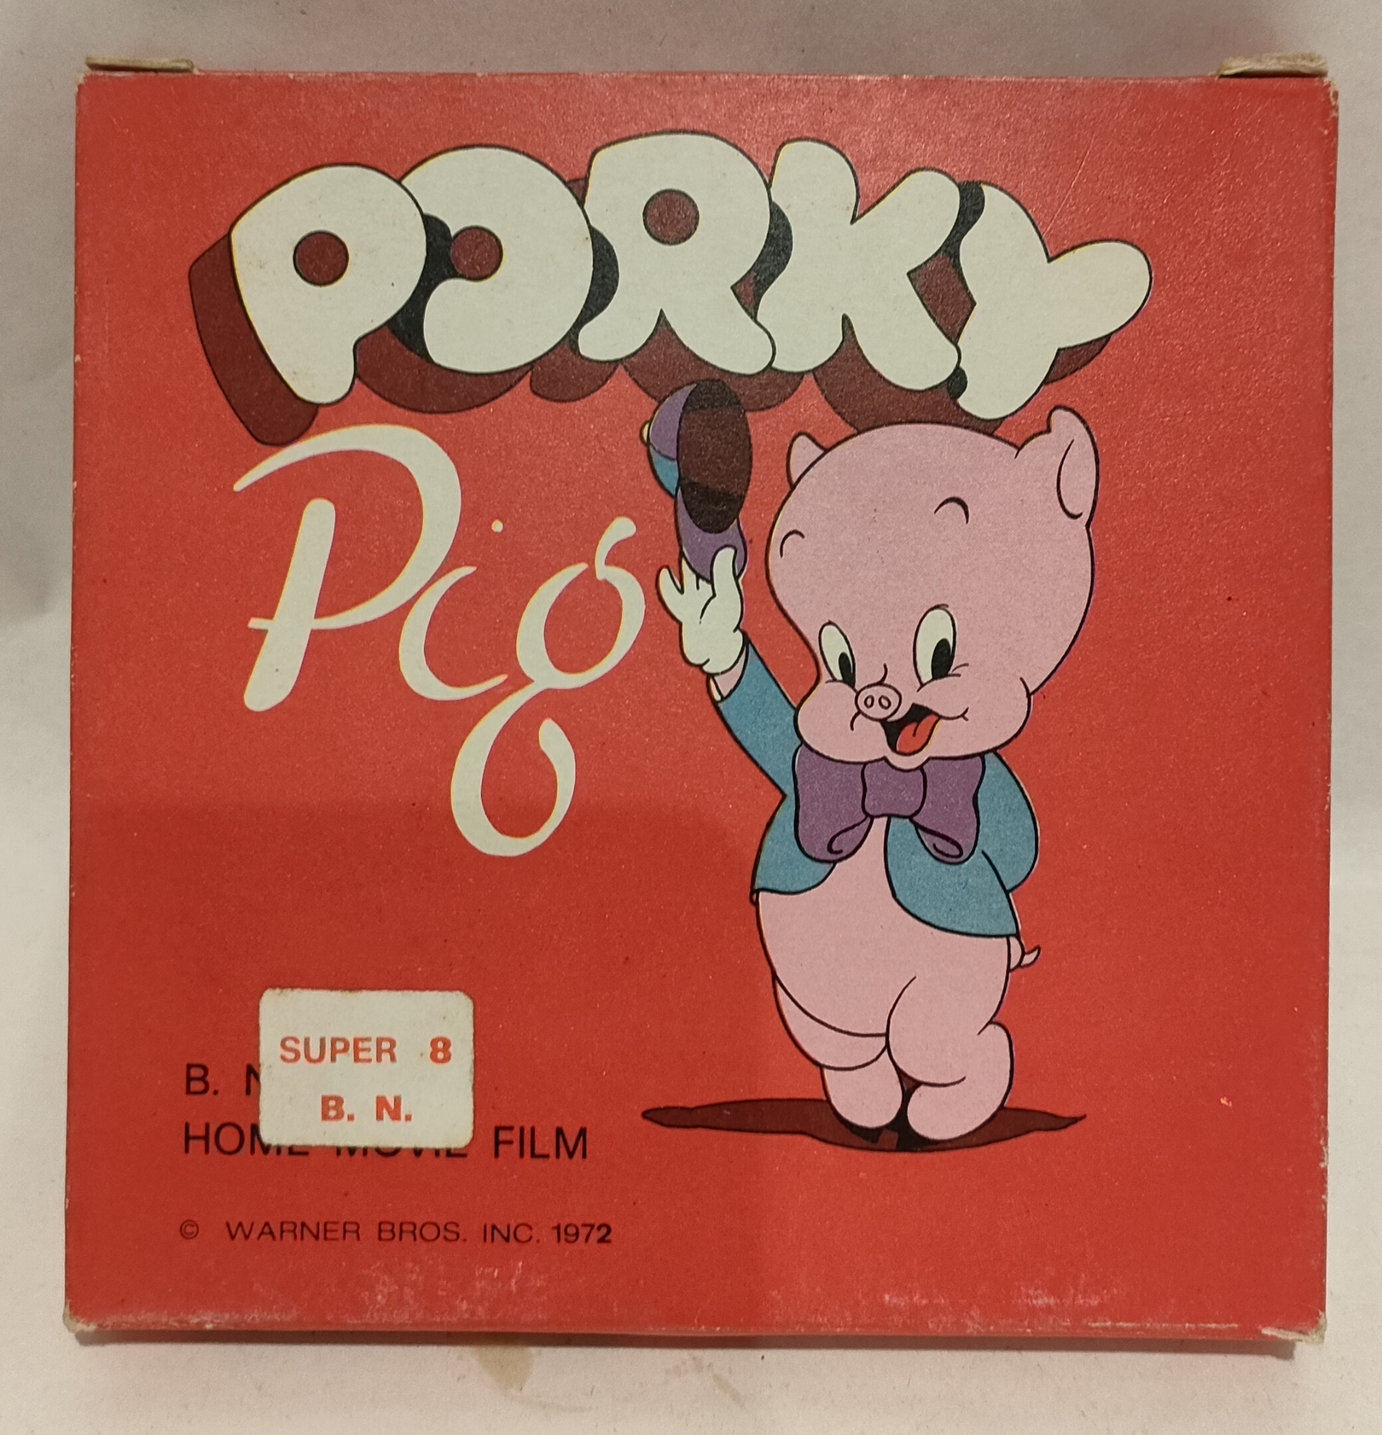 PORKY
Pig
SUPER 8
B. N.
B.
HOME MOVIE FILM
© WARNER BROS. INC. 1972